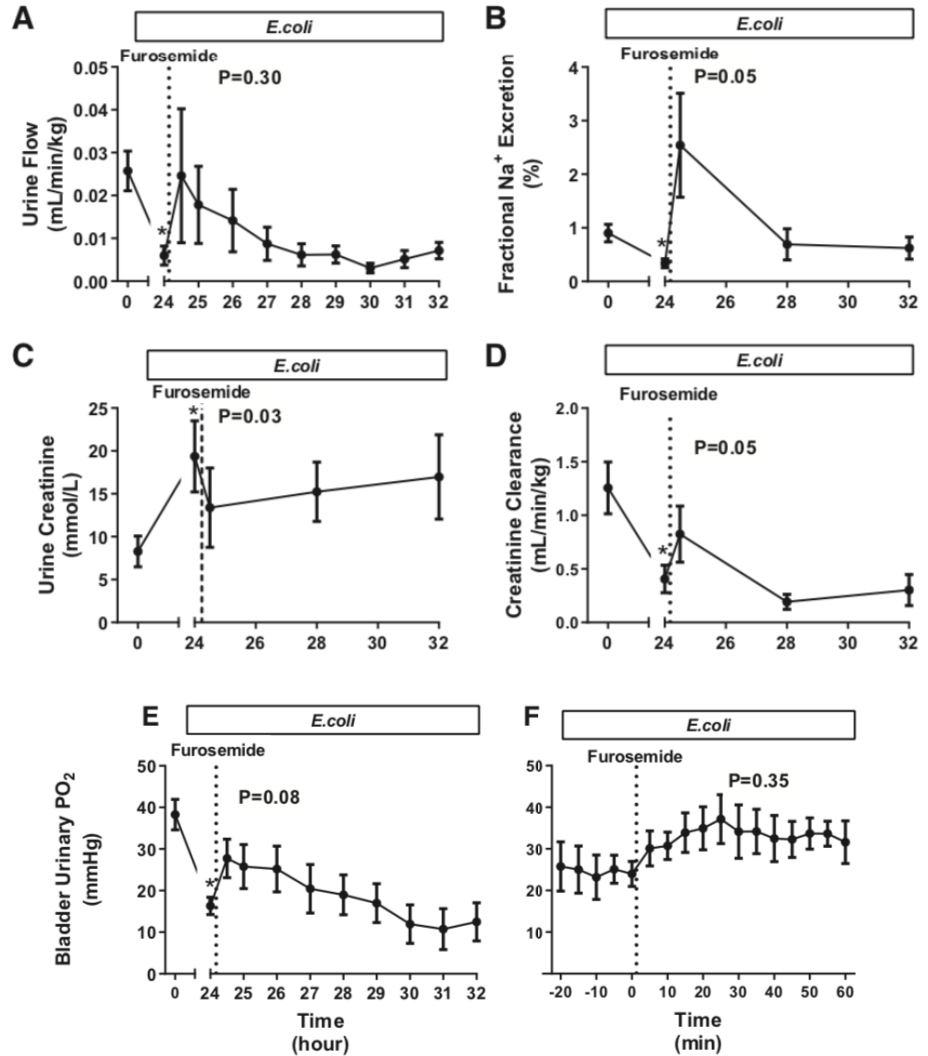 A
E.coli
Furosemide
P=0.30
Urine Flow
(mL/min/kg)
0.05
0.04
0.03
0.02
0.01
0.00
*
0 24 25 26 27 28 29 30 31 32
B
E.coli
Furosemide
P=0.05
Fractional Na+ Excretion
(%)
4
3
2
1
0
*
0 24 26 28 30 32
C
E.coli
Furosemide
P=0.03
Urine Creatinine
(mmol/L)
25
20
15
10
5
0
*
0 24 26 28 30 32
D
E.coli
Furosemide
P=0.05
Creatinine Clearance
(mL/min/kg)
2.0
1.5
1.0
0.5
0.0
*
0 24 26 28 30 32
E
E.coli
Furosemide
P=0.08
Bladder Urinary PO2
(mmHg)
50
40
30
20
10
0
*
0 24 25 26 27 28 29 30 31 32
Time
(hour)
F
E.coli
Furosemide
P=0.35
50
40
30
20
10
-20 -10 0 10 20 30 40 50 60
Time
(min)